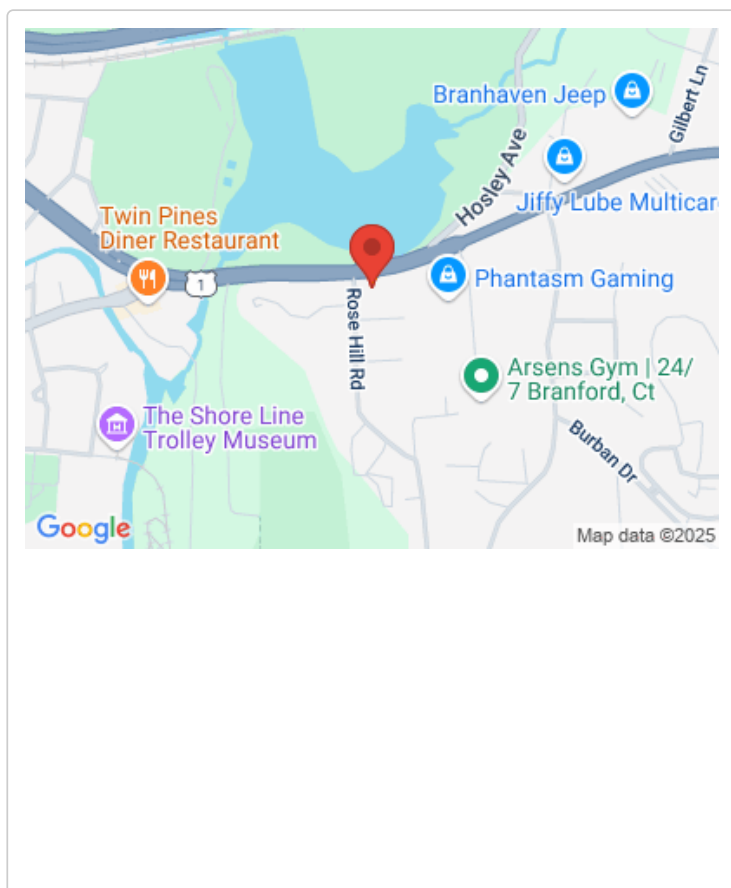 Gilbert Ln
Branhaven Jeep
Hosley Ave
Jiffy Lube Multicar
Twin Pines
Diner Restaurant
1
Phantasm Gaming
Rose Hill Rd
Arsens Gym | 24/
7 Branford, Ct
The Shore Line
Trolley Museum
Burban Dr
Google
Map data ©2025